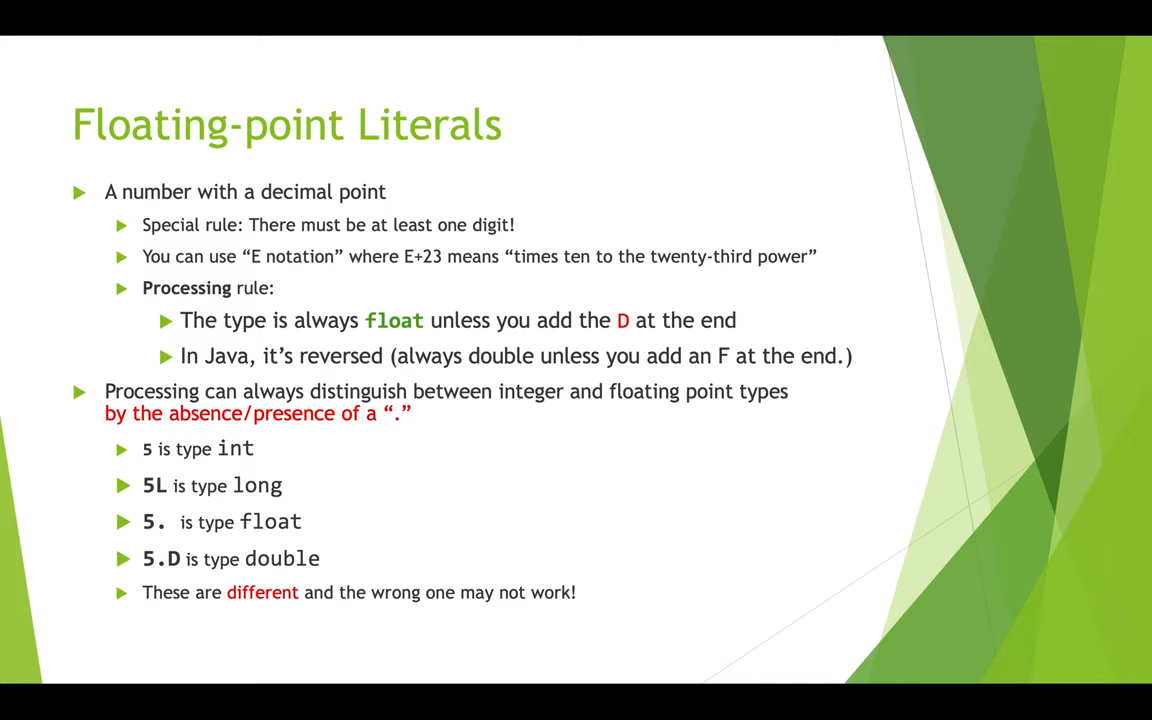 Floating-point Literals
A number with a decimal point
Special rule: There must be at least one digit!
You can use “E notation” where E+23 means “times ten to the twenty-third power”
Processing rule:
The type is always float unless you add the D at the end
In Java, it’s reversed (always double unless you add an F at the end.)
Processing can always distinguish between integer and floating point types
by the absence/presence of a “.”
5 is type int
5L is type long
5. is type float
5.D is type double
These are different and the wrong one may not work!